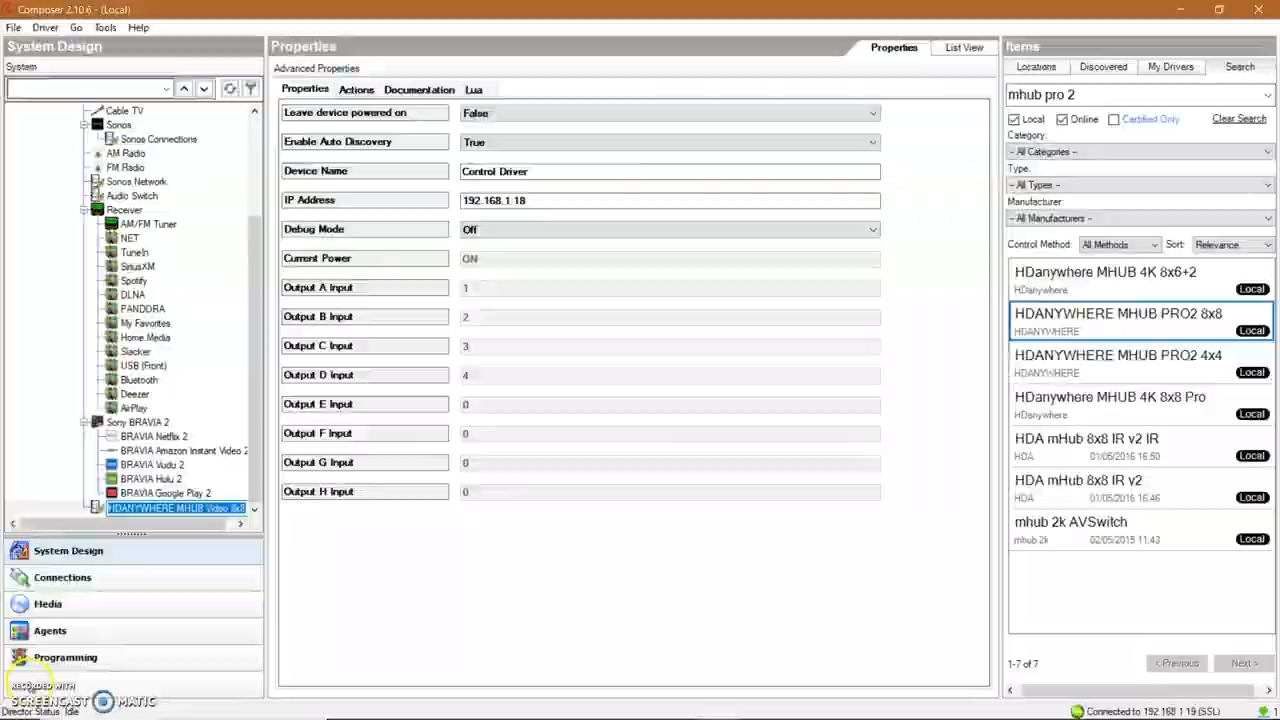 Composer 2.10.6 - (Local)
File Driver Go Tools Help
System Design
System
Cable TV
Sonos
Sonos Connections
AM Radio
FM Radio
Sonos Network
Audio Switch
Receiver
AM/FM Tuner
NET
TuneIn
SiriusXM
Spotify
DLNA
PANDORA
My Favorites
Home Media
Slacker
USB (Front)
Bluetooth
Deezer
AirPlay
Sony BRAVIA 2
BRAVIA Netflix 2
BRAVIA Amazon Instant Video 2
BRAVIA Vudu 2
BRAVIA Hulu 2
BRAVIA Google Play 2
HDANYWHERE MHUB Video 8x8
System Design
Connections
Media
Agents
Programming
RECORDED WITH
SCREENCAST MATIC
Director Status: Idle
Properties
Properties List View
Advanced Properties
Properties Actions Documentation Lua
Leave device powered on False
Enable Auto Discovery True
Device Name Control Driver
IP Address 192.168.1.18
Debug Mode Off
Current Power ON
Output A Input 1
Output B Input 2
Output C Input 3
Output D Input 4
Output E Input 0
Output F Input 0
Output G Input 0
Output H Input 0
Items
Locations Discovered My Drivers Search
mhub pro 2
Local Online Certified Only Clear Search
Category:
- All Categories -
Type:
- All Types -
Manufacturer:
- All Manufacturers -
Control Method: All Methods Sort: Relevance
HDanywhere MHUB 4K 8x6+2
HDanywhere Local
HDANYWHERE MHUB PRO2 8x8
HDANYWHERE Local
HDANYWHERE MHUB PRO2 4x4
HDANYWHERE Local
HDanywhere MHUB 4K 8x8 Pro
HDanywhere Local
HDA mHub 8x8 IR v2 IR
HDA 01/05/2016 16:50 Local
HDA mHub 8x8 IR v2
HDA 01/05/2016 16:46 Local
mhub 2k AVSwitch
mhub 2k 02/05/2015 11:43 Local
1-7 of 7 < Previous Next >
Connected to 192.168.1.19 (SSL) 1